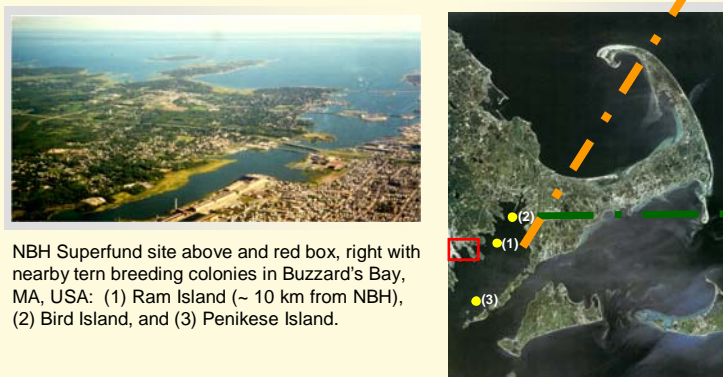 NBH Superfund site above and red box, right with
nearby tern breeding colonies in Buzzard's Bay,
MA, USA:  (1) Ram Island (~ 10 km from NBH),
(2) Bird Island, and (3) Penikese Island.
(2)
(1)
(3)